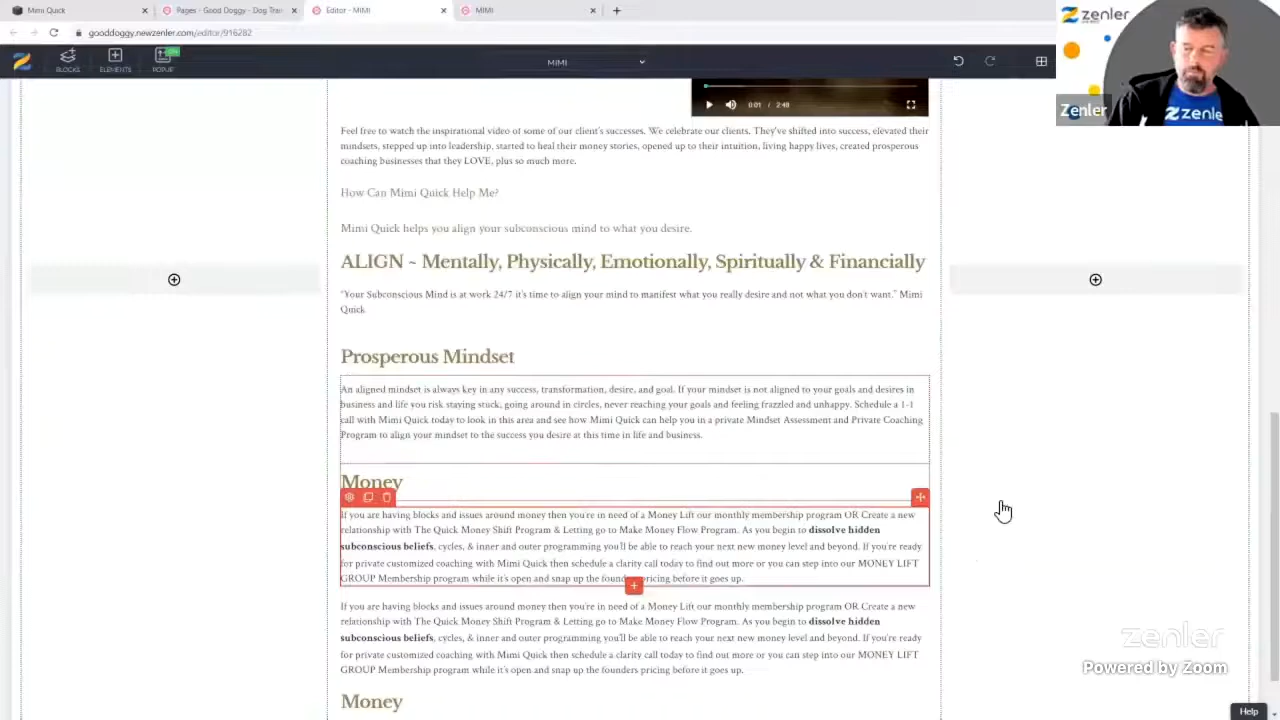 Mimi Quick
Pages - Good Doggy - Dog Trai
Editor - MiMi
MiMi
gooddoggy.newzenler.com/editor/916282
zenler
BLOCKS
ELEMENTS
POPUP
MiMi
Zenler
zenle
0:01 / 2:48
Feel free to watch the inspirational video of some of our client's successes. We celebrate our clients. They've shifted into success, elevated their
mindsets, stepped up into leadership, started to heal their money stories, opened up to their intuition, living happy lives, created prosperous
coaching businesses that they LOVE, plus so much more.
How Can Mimi Quick Help Me?
Mimi Quick helps you align your subconscious mind to what you desire.
ALIGN ~ Mentally, Physically, Emotionally, Spiritually & Financially
"Your Subconscious Mind is at work 24/7 it's time to align your mind to manifest what you really desire and not what you don't want." Mimi
Quick
Prosperous Mindset
An aligned mindset is always key in any success, transformation, desire, and goal. If your mindset is not aligned to your goals and desires in
business and life you risk staying stuck, going around in circles, never reaching your goals and feeling frazzled and unhappy. Schedule a 1-1
call with Mimi Quick today to look in this area and see how Mimi Quick can help you in a private Mindset Assessment and Private Coaching
Program to align your mindset to the success you desire at this time in life and business.
Money
If you are having blocks and issues around money then you're in need of a Money Lift our monthly membership program OR Create a new
relationship with The Quick Money Shift Program & Letting go to Make Money Flow Program. As you begin to dissolve hidden
subconscious beliefs, cycles, & inner and outer programming you'll be able to reach your next new money level and beyond. If you're ready
for private customized coaching with Mimi Quick then schedule a clarity call today to find out more or you can step into our MONEY LIFT
GROUP Membership program while it's open and snap up the found pricing before it goes up.
If you are having blocks and issues around money then you're in need of a Money Lift our monthly membership program OR Create a new
relationship with The Quick Money Shift Program & Letting go to Make Money Flow Program. As you begin to dissolve hidden
subconscious beliefs, cycles, & inner and outer programming you'll be able to reach your next new money level and beyond. If you're ready
for private customized coaching with Mimi Quick then schedule a clarity call today to find out more or you can step into our MONEY LIFT
GROUP Membership program while it's open and snap up the founders pricing before it goes up.
Money
zenler
Powered by Zoom
Help